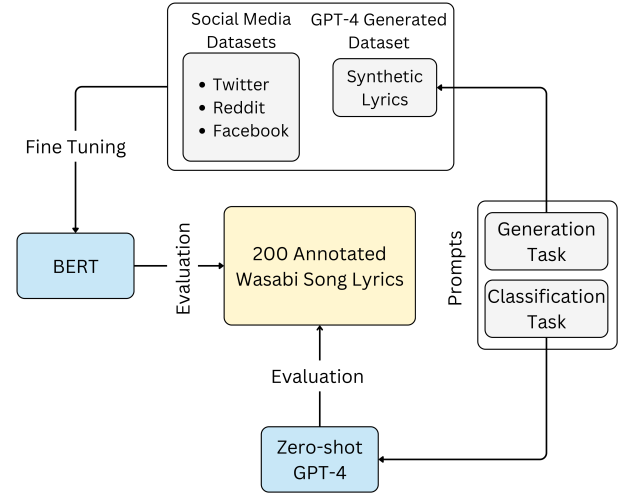 Social Media
Datasets
GPT-4 Generated
Dataset
Twitter
Reddit
Facebook
Synthetic
Lyrics
Fine Tuning
BERT
Evaluation
200 Annotated
Wasabi Song Lyrics
Prompts
Generation
Task
Classification
Task
Evaluation
Zero-shot
GPT-4